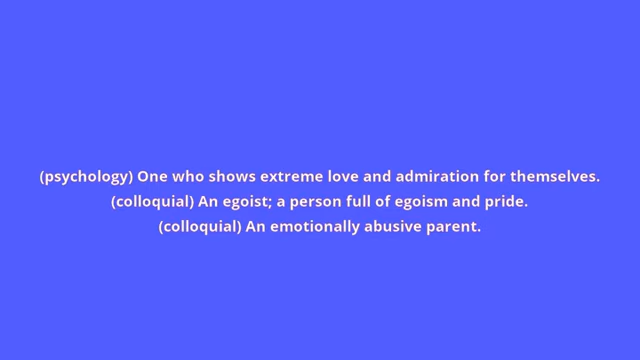 (psychology) One who shows extreme love and admiration for themselves.
(colloquial) An egoist; a person full of egoism and pride.
(colloquial) An emotionally abusive parent.